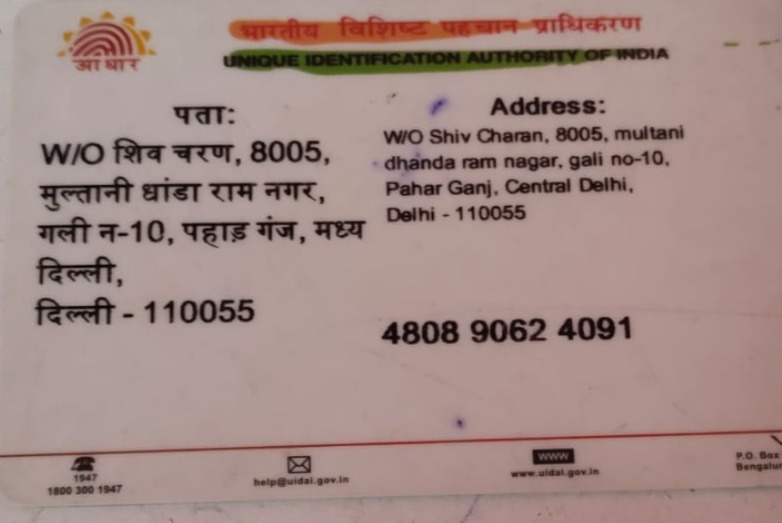 भारतीय विशिष्ट पहचान प्राधिकरण
UNIQUE IDENTIFICATION AUTHORITY OF INDIA
आधार
पता:
W/O शिव चरण, 8005,
मुल्तानी धांडा राम नगर,
गली न-10, पहाड़ गंज, मध्य
दिल्ली,
दिल्ली - 110055
Address:
W/O Shiv Charan, 8005, multani
dhanda ram nagar, gali no-10,
Pahar Ganj, Central Delhi,
Delhi - 110055
4808 9062 4091
1947
1800 300 1947
help@uidai.gov.in
www
www.uidai.gov.in
P.O. Box
Bengalur